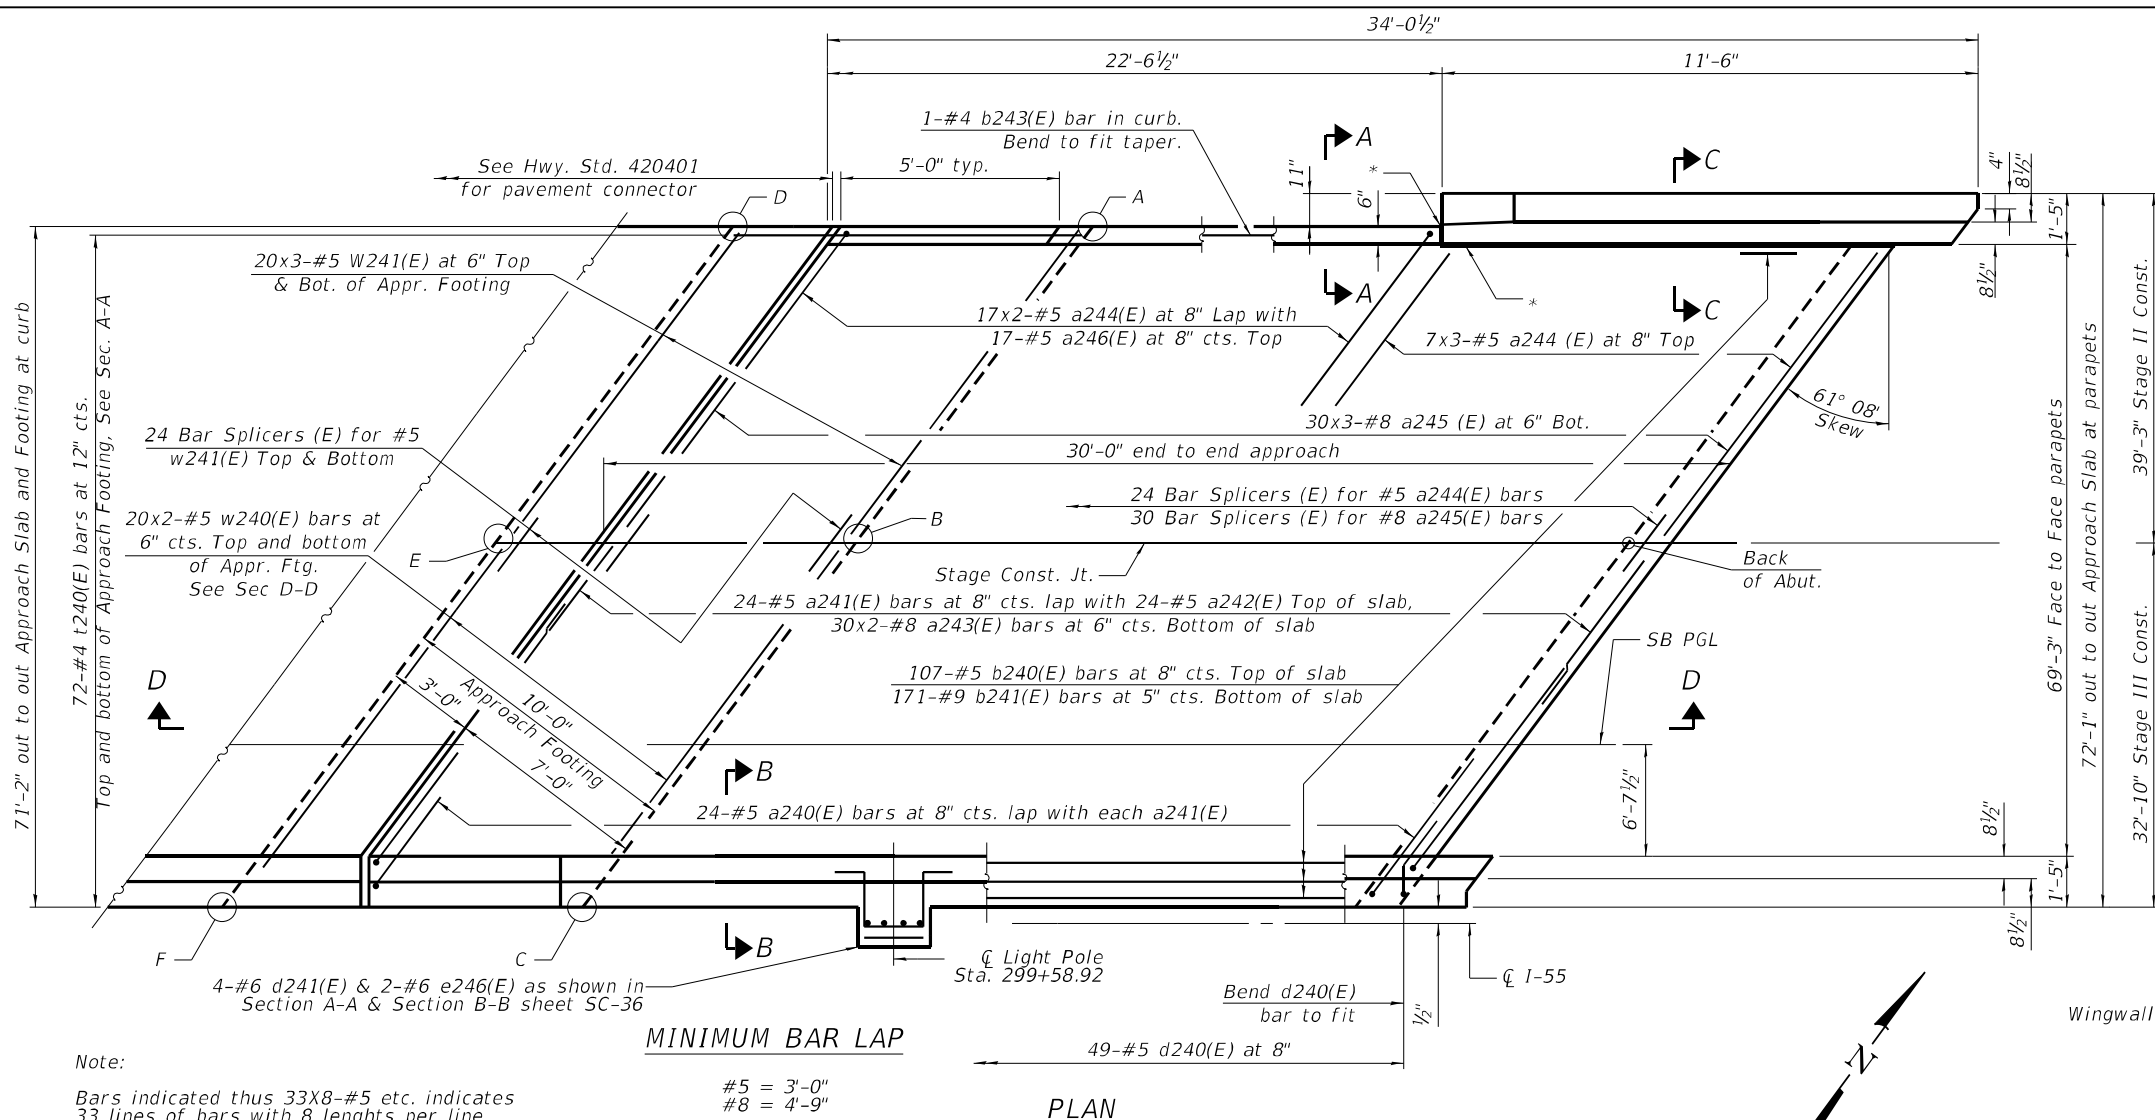 34'-0½"
22'-6½"
11'-6"
1-#4 b243(E) bar in curb.
Bend to fit taper.
A
C
See Hwy. Std. 420401
for pavement connector
5'-0" typ.
11"
6"
*
4"
8½"
D
A
1'-5"
20x3-#5 W241(E) at 6" Top
& Bot. of Appr. Footing
A
*
C
8½"
17x2-#5 a244(E) at 8" Lap with
17-#5 a246(E) at 8" cts. Top
7x3-#5 a244 (E) at 8" Top
61° 08'
Skew
24 Bar Splicers (E) for #5
w241(E) Top & Bottom
30x3-#8 a245 (E) at 6" Bot.
30'-0" end to end approach
24 Bar Splicers (E) for #5 a244(E) bars
30 Bar Splicers (E) for #8 a245(E) bars
20x2-#5 w240(E) bars at
6" cts. Top and bottom
of Appr. Ftg.
See Sec D-D
E
B
Stage Const. Jt.
Back
of Abut.
24-#5 a241(E) bars at 8" cts. lap with 24-#5 a242(E) Top of slab,
30x2-#8 a243(E) bars at 6" cts. Bottom of slab
SB PGL
107-#5 b240(E) bars at 8" cts. Top of slab
171-#9 b241(E) bars at 5" cts. Bottom of slab
D
D
10'-0"
Approach Footing
3'-0"
7'-0"
B
24-#5 a240(E) bars at 8" cts. lap with each a241(E)
6'-7½"
8½"
1'-5"
8½"
71'-2" out to out Approach Slab and Footing at curb
72-#4 t240(E) bars at 12" cts.
Top and bottom of Approach Footing, See Sec. A-A
69'-3" Face to Face parapets
72'-1" out to out Approach Slab at parapets
39'-3" Stage II Const.
32'-10" Stage III Const.
F
C
B
℄ Light Pole
Sta. 299+58.92
℄ I-55
4-#6 d241(E) & 2-#6 e246(E) as shown in
Section A-A & Section B-B sheet SC-36
Bend d240(E)
bar to fit
½"
Wingwall
MINIMUM BAR LAP
49-#5 d240(E) at 8"
N
Note:
#5 = 3'-0"
#8 = 4'-9"
Bars indicated thus 33X8-#5 etc. indicates
33 lines of bars with 8 lenghts per line
PLAN